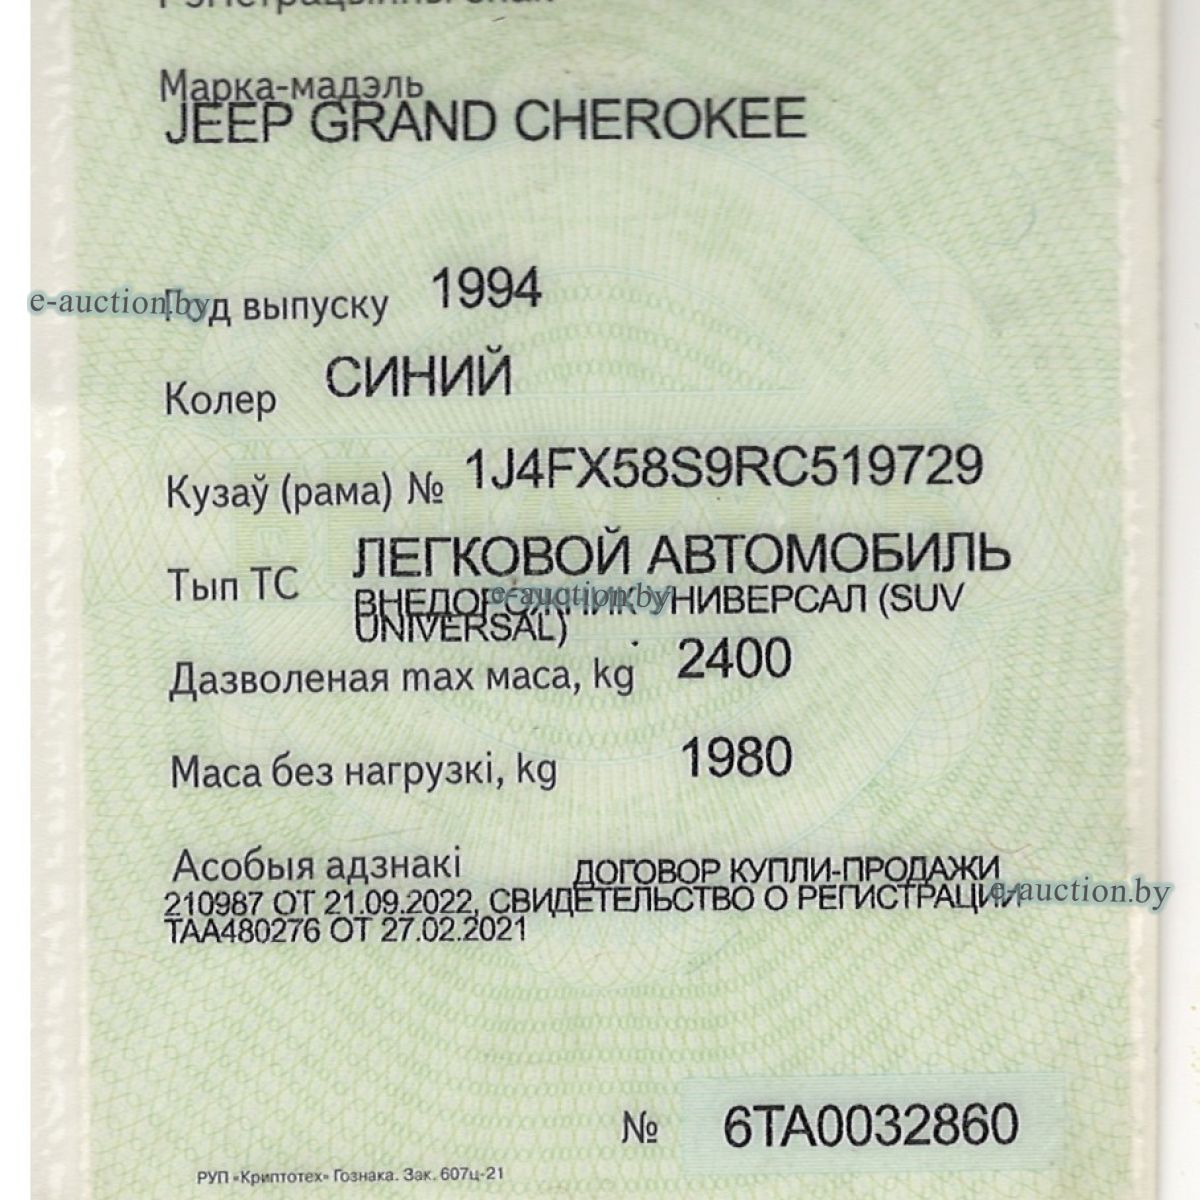 Марка-мадэль
JEEP GRAND CHEROKEE
e-auction.by
Год выпуску 1994
Колер СИНИЙ
Кузаў (рама) № 1J4FX58S9RC519729
Тып ТС ЛЕГКОВОЙ АВТОМОБИЛЬ
e-auction.by
ВНЕДОРОЖНИК УНИВЕРСАЛ (SUV
UNIVERSAL)
Дазволеная max маса, kg 2400
Маса без нагрузкі, kg 1980
Асобыя адзнакі ДОГОВОР КУПЛИ-ПРОДАЖИ
e-auction.by
210987 ОТ 21.09.2022, СВИДЕТЕЛЬСТВО О РЕГИСТРАЦИИ
ТАА480276 ОТ 27.02.2021
№ 6TA0032860
РУП «Криптотех» Гознака. Зак. 607ц-21